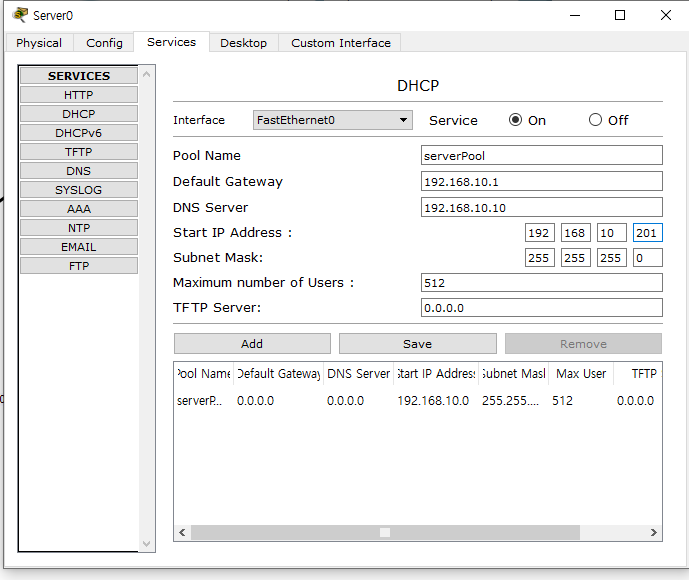 Server0
Physical Config Services Desktop Custom Interface
SERVICES
HTTP
DHCP
DHCPv6
TFTP
DNS
SYSLOG
AAA
NTP
EMAIL
FTP
DHCP
Interface FastEthernet0 Service On Off
Pool Name serverPool
Default Gateway 192.168.10.1
DNS Server 192.168.10.10
Start IP Address : 192 168 10 201
Subnet Mask: 255 255 255 0
Maximum number of Users : 512
TFTP Server: 0.0.0.0
Add Save Remove
Pool Name Default Gateway DNS Server Start IP Address Subnet Mask Max User TFTP
serverP... 0.0.0.0 0.0.0.0 192.168.10.0 255.255.... 512 0.0.0.0